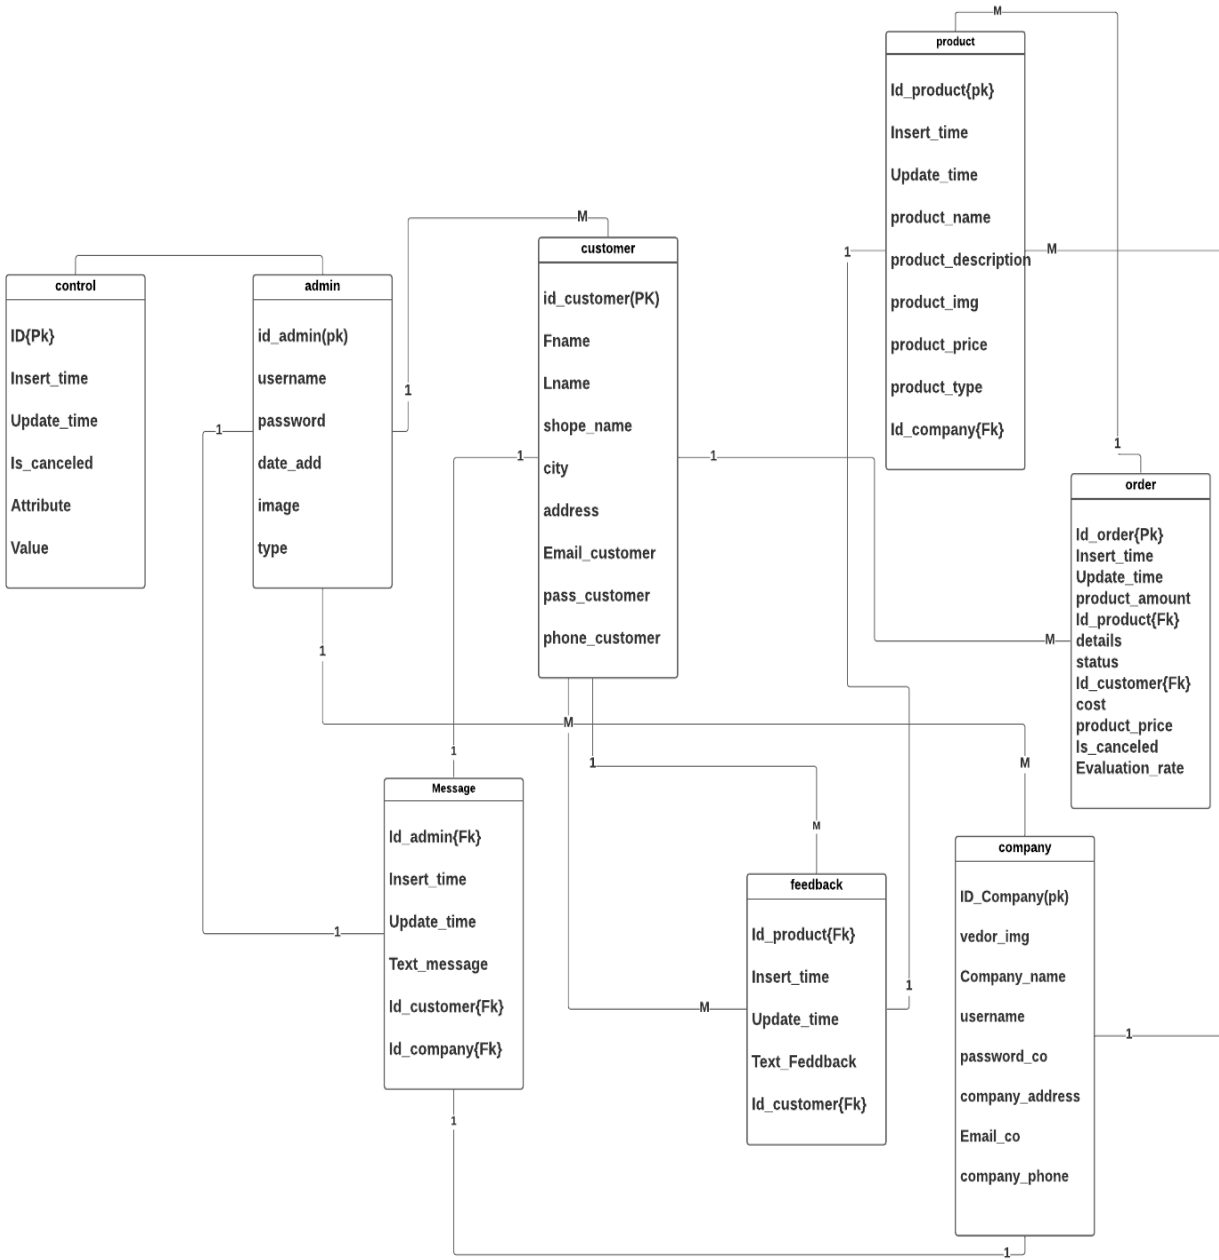 M
product
Id_product{pk}
Insert_time
Update_time
product_name
product_description
product_img
product_price
product_type
Id_company{Fk}
1
M
M
1
customer
id_customer(PK)
Fname
Lname
shope_name
city
address
Email_customer
pass_customer
phone_customer
control
ID{Pk}
Insert_time
Update_time
Is_canceled
Attribute
Value
admin
id_admin(pk)
username
password
date_add
image
type
1
1
1
1
1
order
Id_order{Pk}
Insert_time
Update_time
product_amount
Id_product{Fk}
details
status
Id_customer{Fk}
cost
product_price
Is_canceled
Evaluation_rate
M
1
M
1
1
M
M
Message
Id_admin{Fk}
Insert_time
Update_time
Text_message
Id_customer{Fk}
Id_company{Fk}
1
feedback
Id_product{Fk}
Insert_time
Update_time
Text_Feddback
Id_customer{Fk}
M
1
company
ID_Company(pk)
vedor_img
Company_name
username
password_co
company_address
Email_co
company_phone
1
1
1